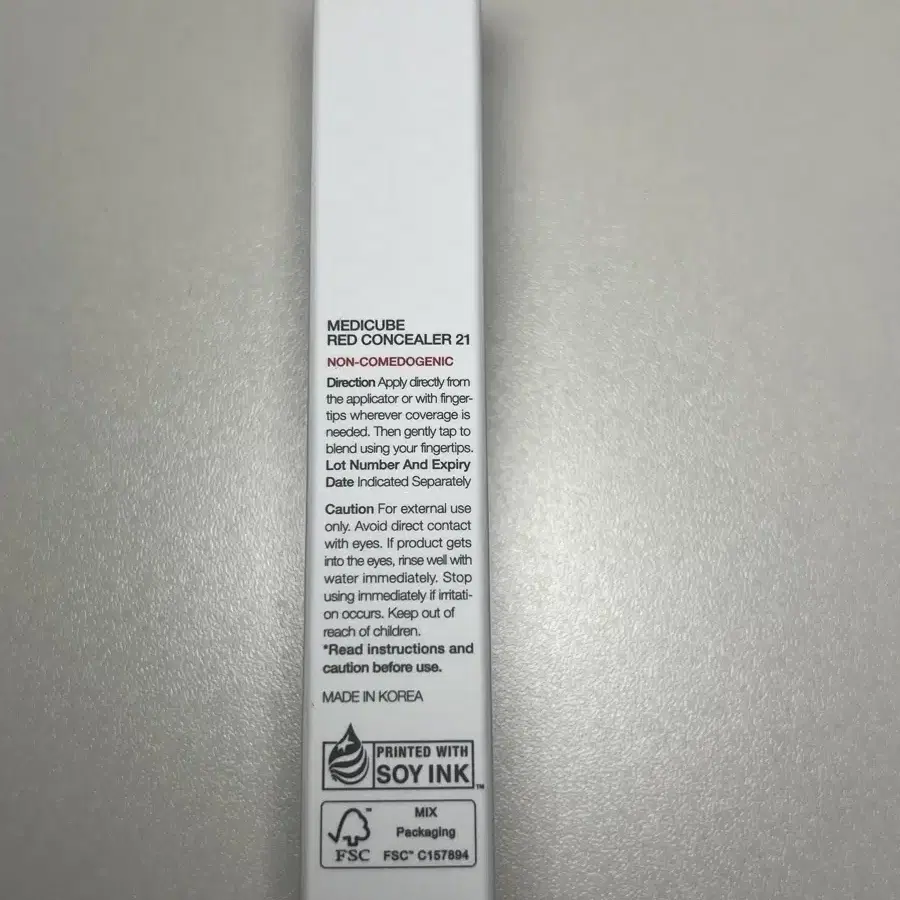 MEDICUBE
RED CONCEALER 21
NON-COMEDOGENIC
Direction Apply directly from
the applicator or with finger-
tips wherever coverage is
needed. Then gently tap to
blend using your fingertips.
Lot Number And Expiry
Date Indicated Separately
Caution For external use
only. Avoid direct contact
with eyes. If product gets
into the eyes, rinse well with
water immediately. Stop
using immediately if irritati-
on occurs. Keep out of
reach of children.
*Read instructions and
caution before use.
MADE IN KOREA
PRINTED WITH
SOY INK™
MIX
Packaging
FSC™ C157894
FSC™